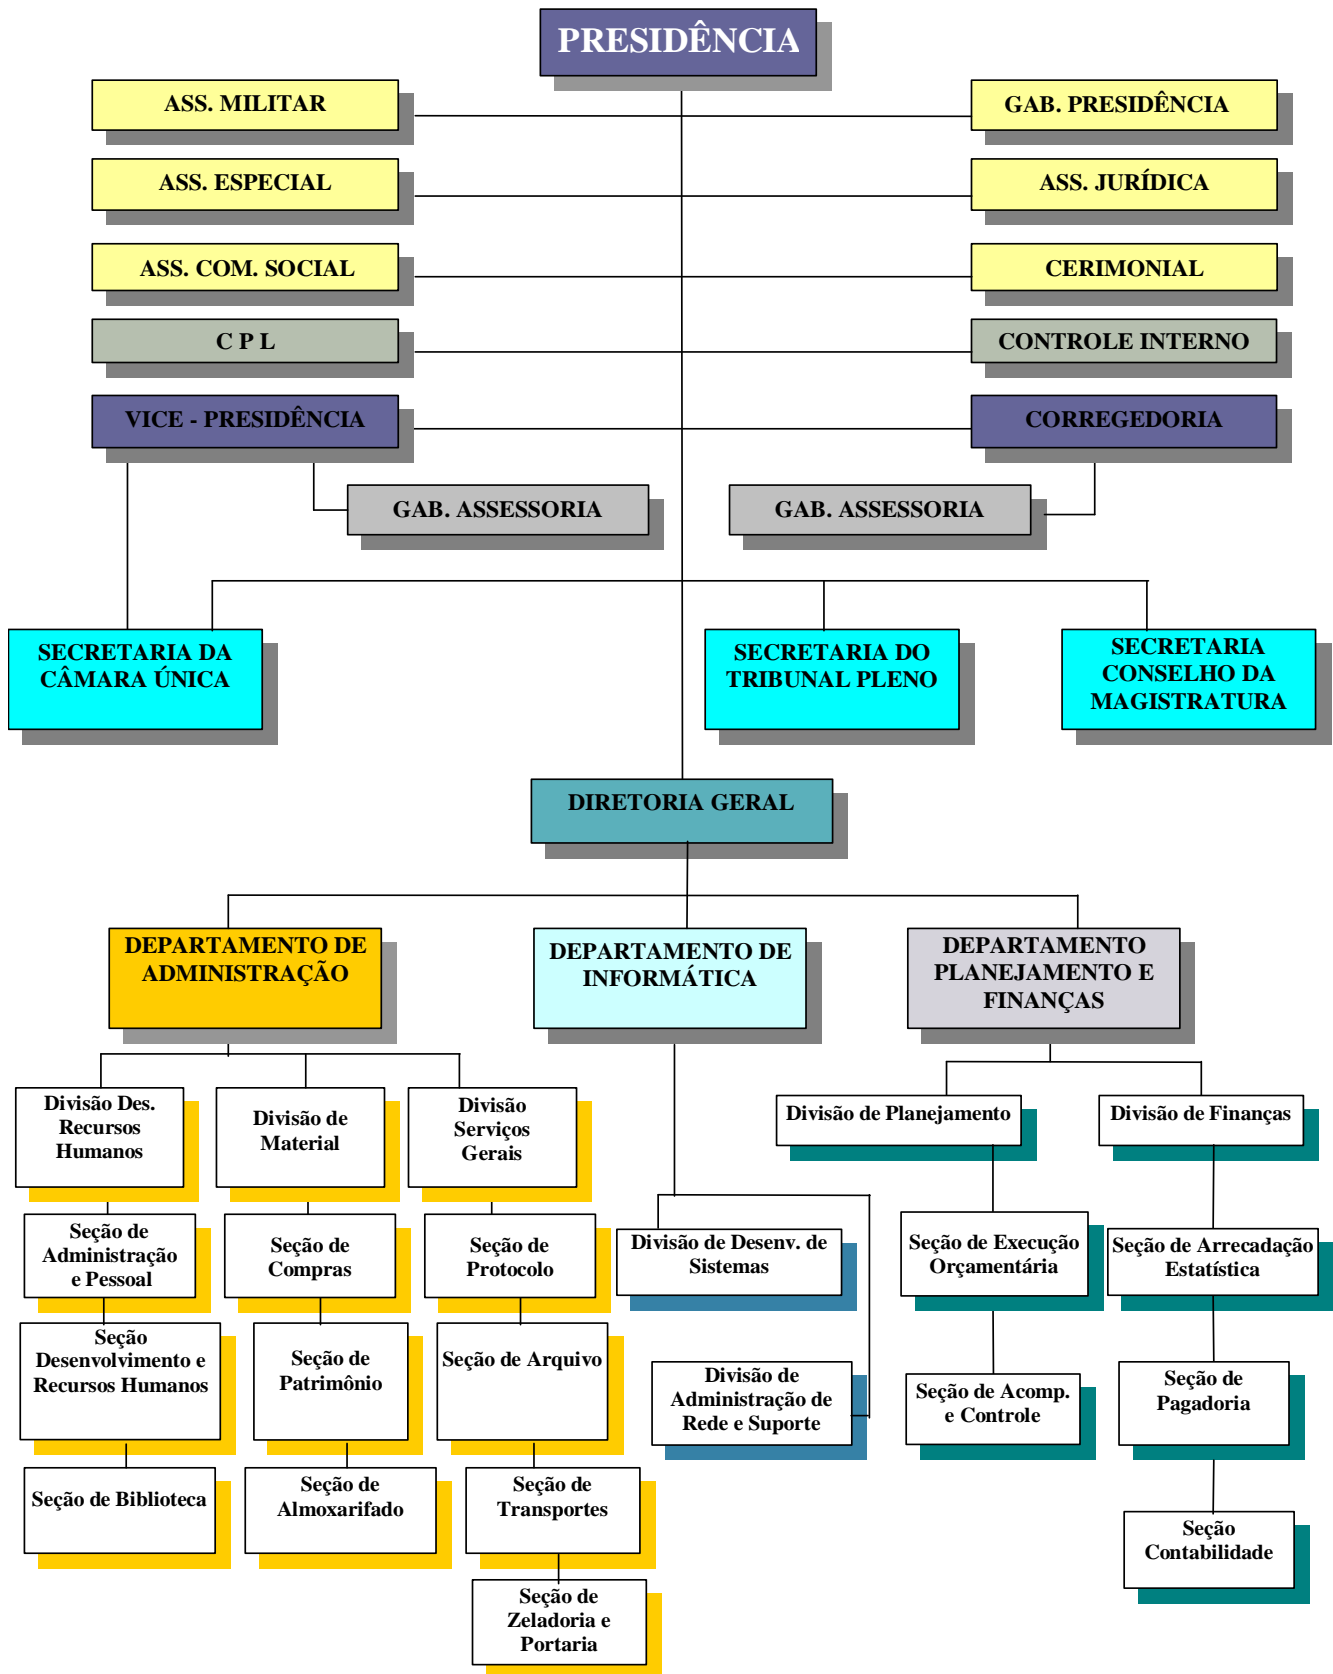 PRESIDÊNCIA
ASS. MILITAR
GAB. PRESIDÊNCIA
ASS. ESPECIAL
ASS. JURÍDICA
ASS. COM. SOCIAL
CERIMONIAL
C P L
CONTROLE INTERNO
VICE - PRESIDÊNCIA
CORREGEDORIA
GAB. ASSESSORIA
GAB. ASSESSORIA
SECRETARIA DA
CÂMARA ÚNICA
SECRETARIA DO
TRIBUNAL PLENO
SECRETARIA
CONSELHO DA
MAGISTRATURA
DIRETORIA GERAL
DEPARTAMENTO DE
ADMINISTRAÇÃO
DEPARTAMENTO DE
INFORMÁTICA
DEPARTAMENTO
PLANEJAMENTO E
FINANÇAS
Divisão Des.
Recursos
Humanos
Divisão de
Material
Divisão
Serviços
Gerais
Divisão de Planejamento
Divisão de Finanças
Seção de
Administração
e Pessoal
Seção de
Compras
Seção de
Protocolo
Divisão de Desenv. de
Sistemas
Seção de Execução
Orçamentária
Seção de Arrecadação
Estatística
Seção
Desenvolvimento e
Recursos Humanos
Seção de
Patrimônio
Seção de Arquivo
Divisão de
Administração de
Rede e Suporte
Seção de Acomp.
e Controle
Seção de
Pagadoria
Seção de Biblioteca
Seção de
Almoxarifado
Seção de
Transportes
Seção
Contabilidade
Seção de
Zeladoria e
Portaria